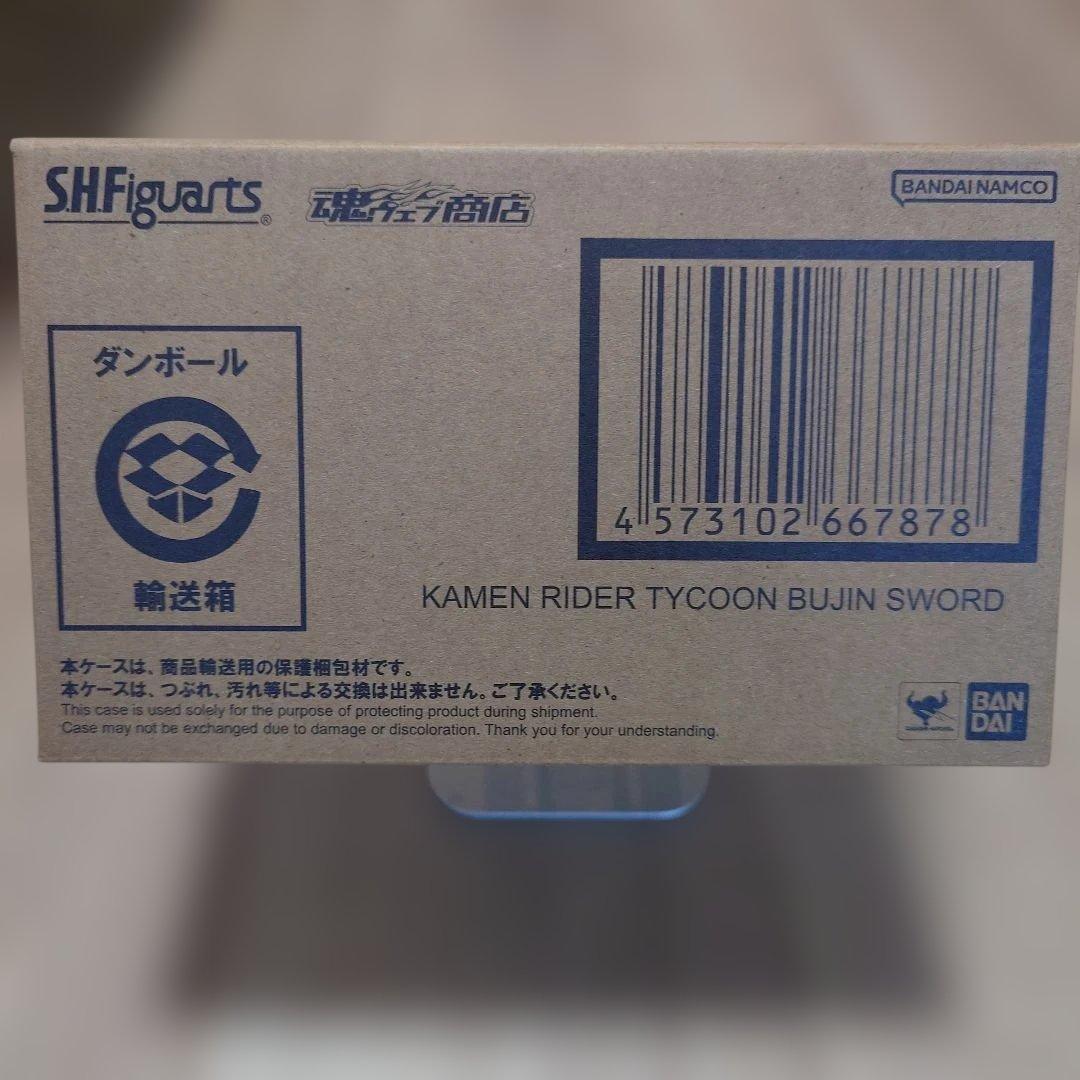 S.H.Figuarts®
魂ウェブ商店
BANDAI NAMCO
4 573102 667878
ダンボール
輸送箱
KAMEN RIDER TYCOON BUJIN SWORD
本ケースは、商品輸送用の保護梱包材です。
本ケースは、つぶれ、汚れ等による交換は出来ません。ご了承ください。
This case is used solely for the purpose of protecting product during shipment.
Case may not be exchanged due to damage or discoloration. Thank you for your understanding.
BAN
DAI